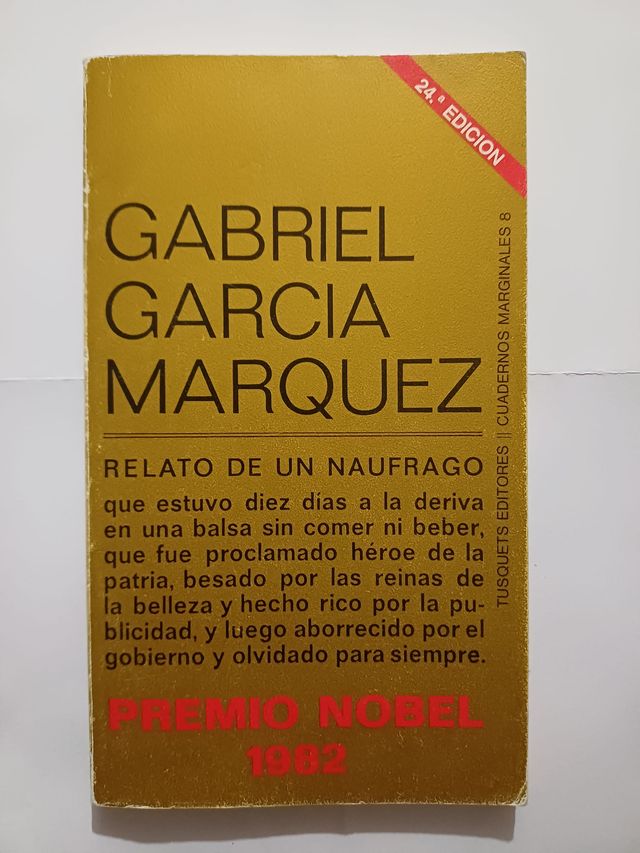 24.ª EDICION
GABRIEL
GARCIA
MARQUEZ
RELATO DE UN NAUFRAGO
que estuvo diez días a la deriva
en una balsa sin comer ni beber,
que fue proclamado héroe de la
patria, besado por las reinas de
la belleza y hecho rico por la pu-
blicidad, y luego aborrecido por el
gobierno y olvidado para siempre.
PREMIO NOBEL
1982
TUSQUETS EDITORES || CUADERNOS MARGINALES 8